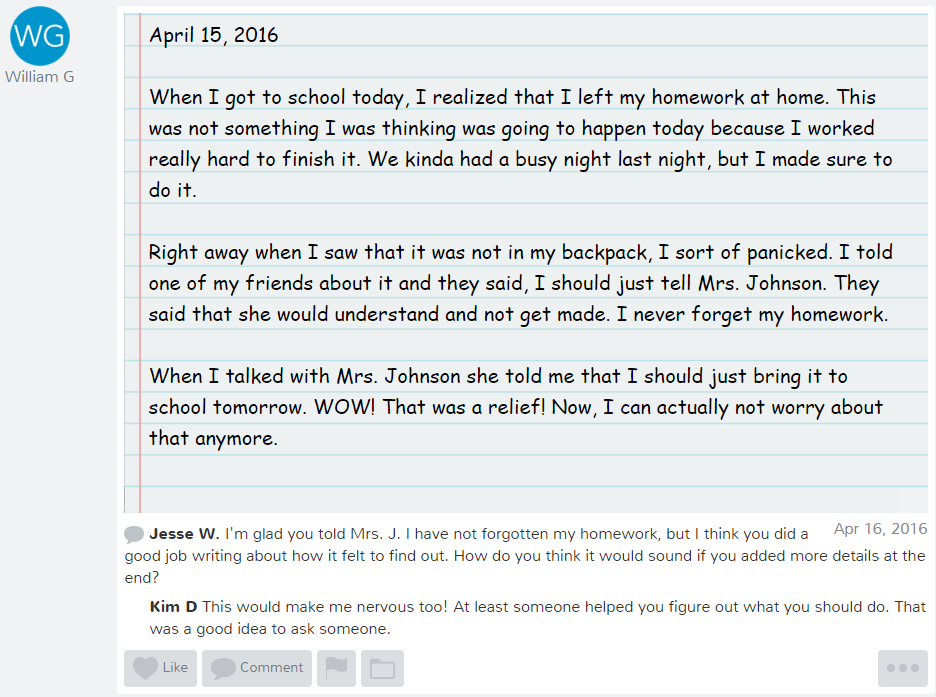 WG
William G
April 15, 2016
When I got to school today, I realized that I left my homework at home. This
was not something I was thinking was going to happen today because I worked
really hard to finish it. We kinda had a busy night last night, but I made sure to
do it.
Right away when I saw that it was not in my backpack, I sort of panicked. I told
one of my friends about it and they said, I should just tell Mrs. Johnson. They
said that she would understand and not get made. I never forget my homework.
When I talked with Mrs. Johnson she told me that I should just bring it to
school tomorrow. WOW! That was a relief! Now, I can actually not worry about
that anymore.
Jesse W. I'm glad you told Mrs. J. I have not forgotten my homework, but I think you did a
Apr 16, 2016
good job writing about how it felt to find out. How do you think it would sound if you added more details at the
end?
Kim D This would make me nervous too! At least someone helped you figure out what you should do. That
was a good idea to ask someone.
Like
Comment